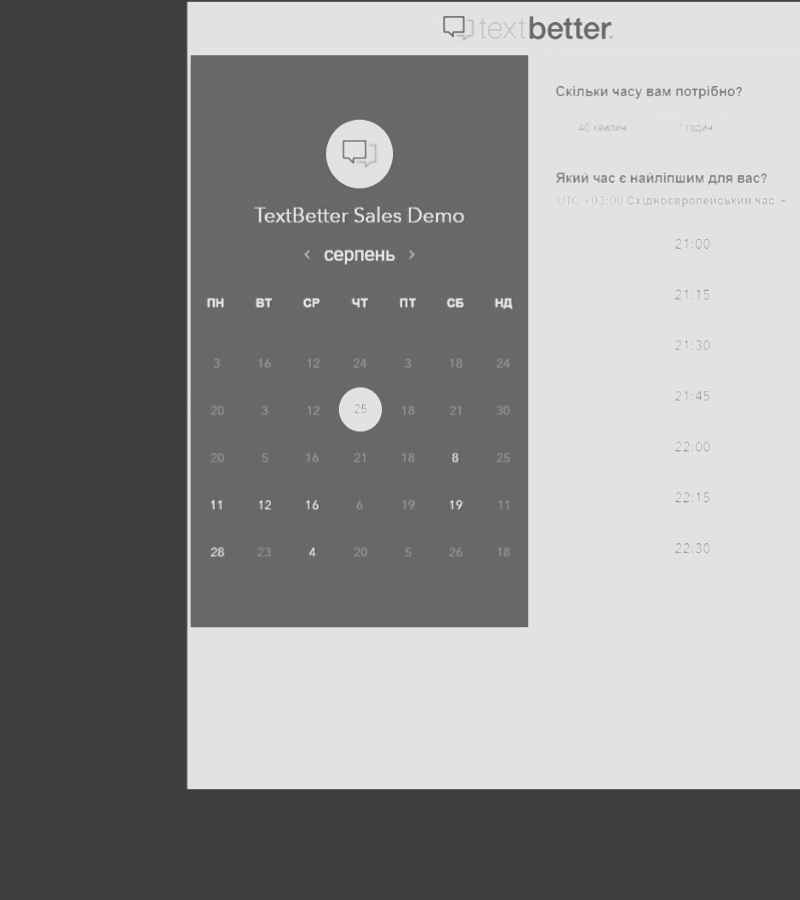 textbetter.
TextBetter Sales Demo
‹ серпень ›
ПН ВТ СР ЧТ ПТ СБ НД
3 16 12 24 3 18 24
20 3 12 25 18 21 30
20 5 16 21 18 8 25
11 12 16 6 19 19 11
28 23 4 20 5 26 18
Скільки часу вам потрібно?
40 хвилин 1 годин
Який час є найліпшим для вас?
UTC -03:00 Східноєвропейський час
21:00
21:15
21:30
21:45
22:00
22:15
22:30